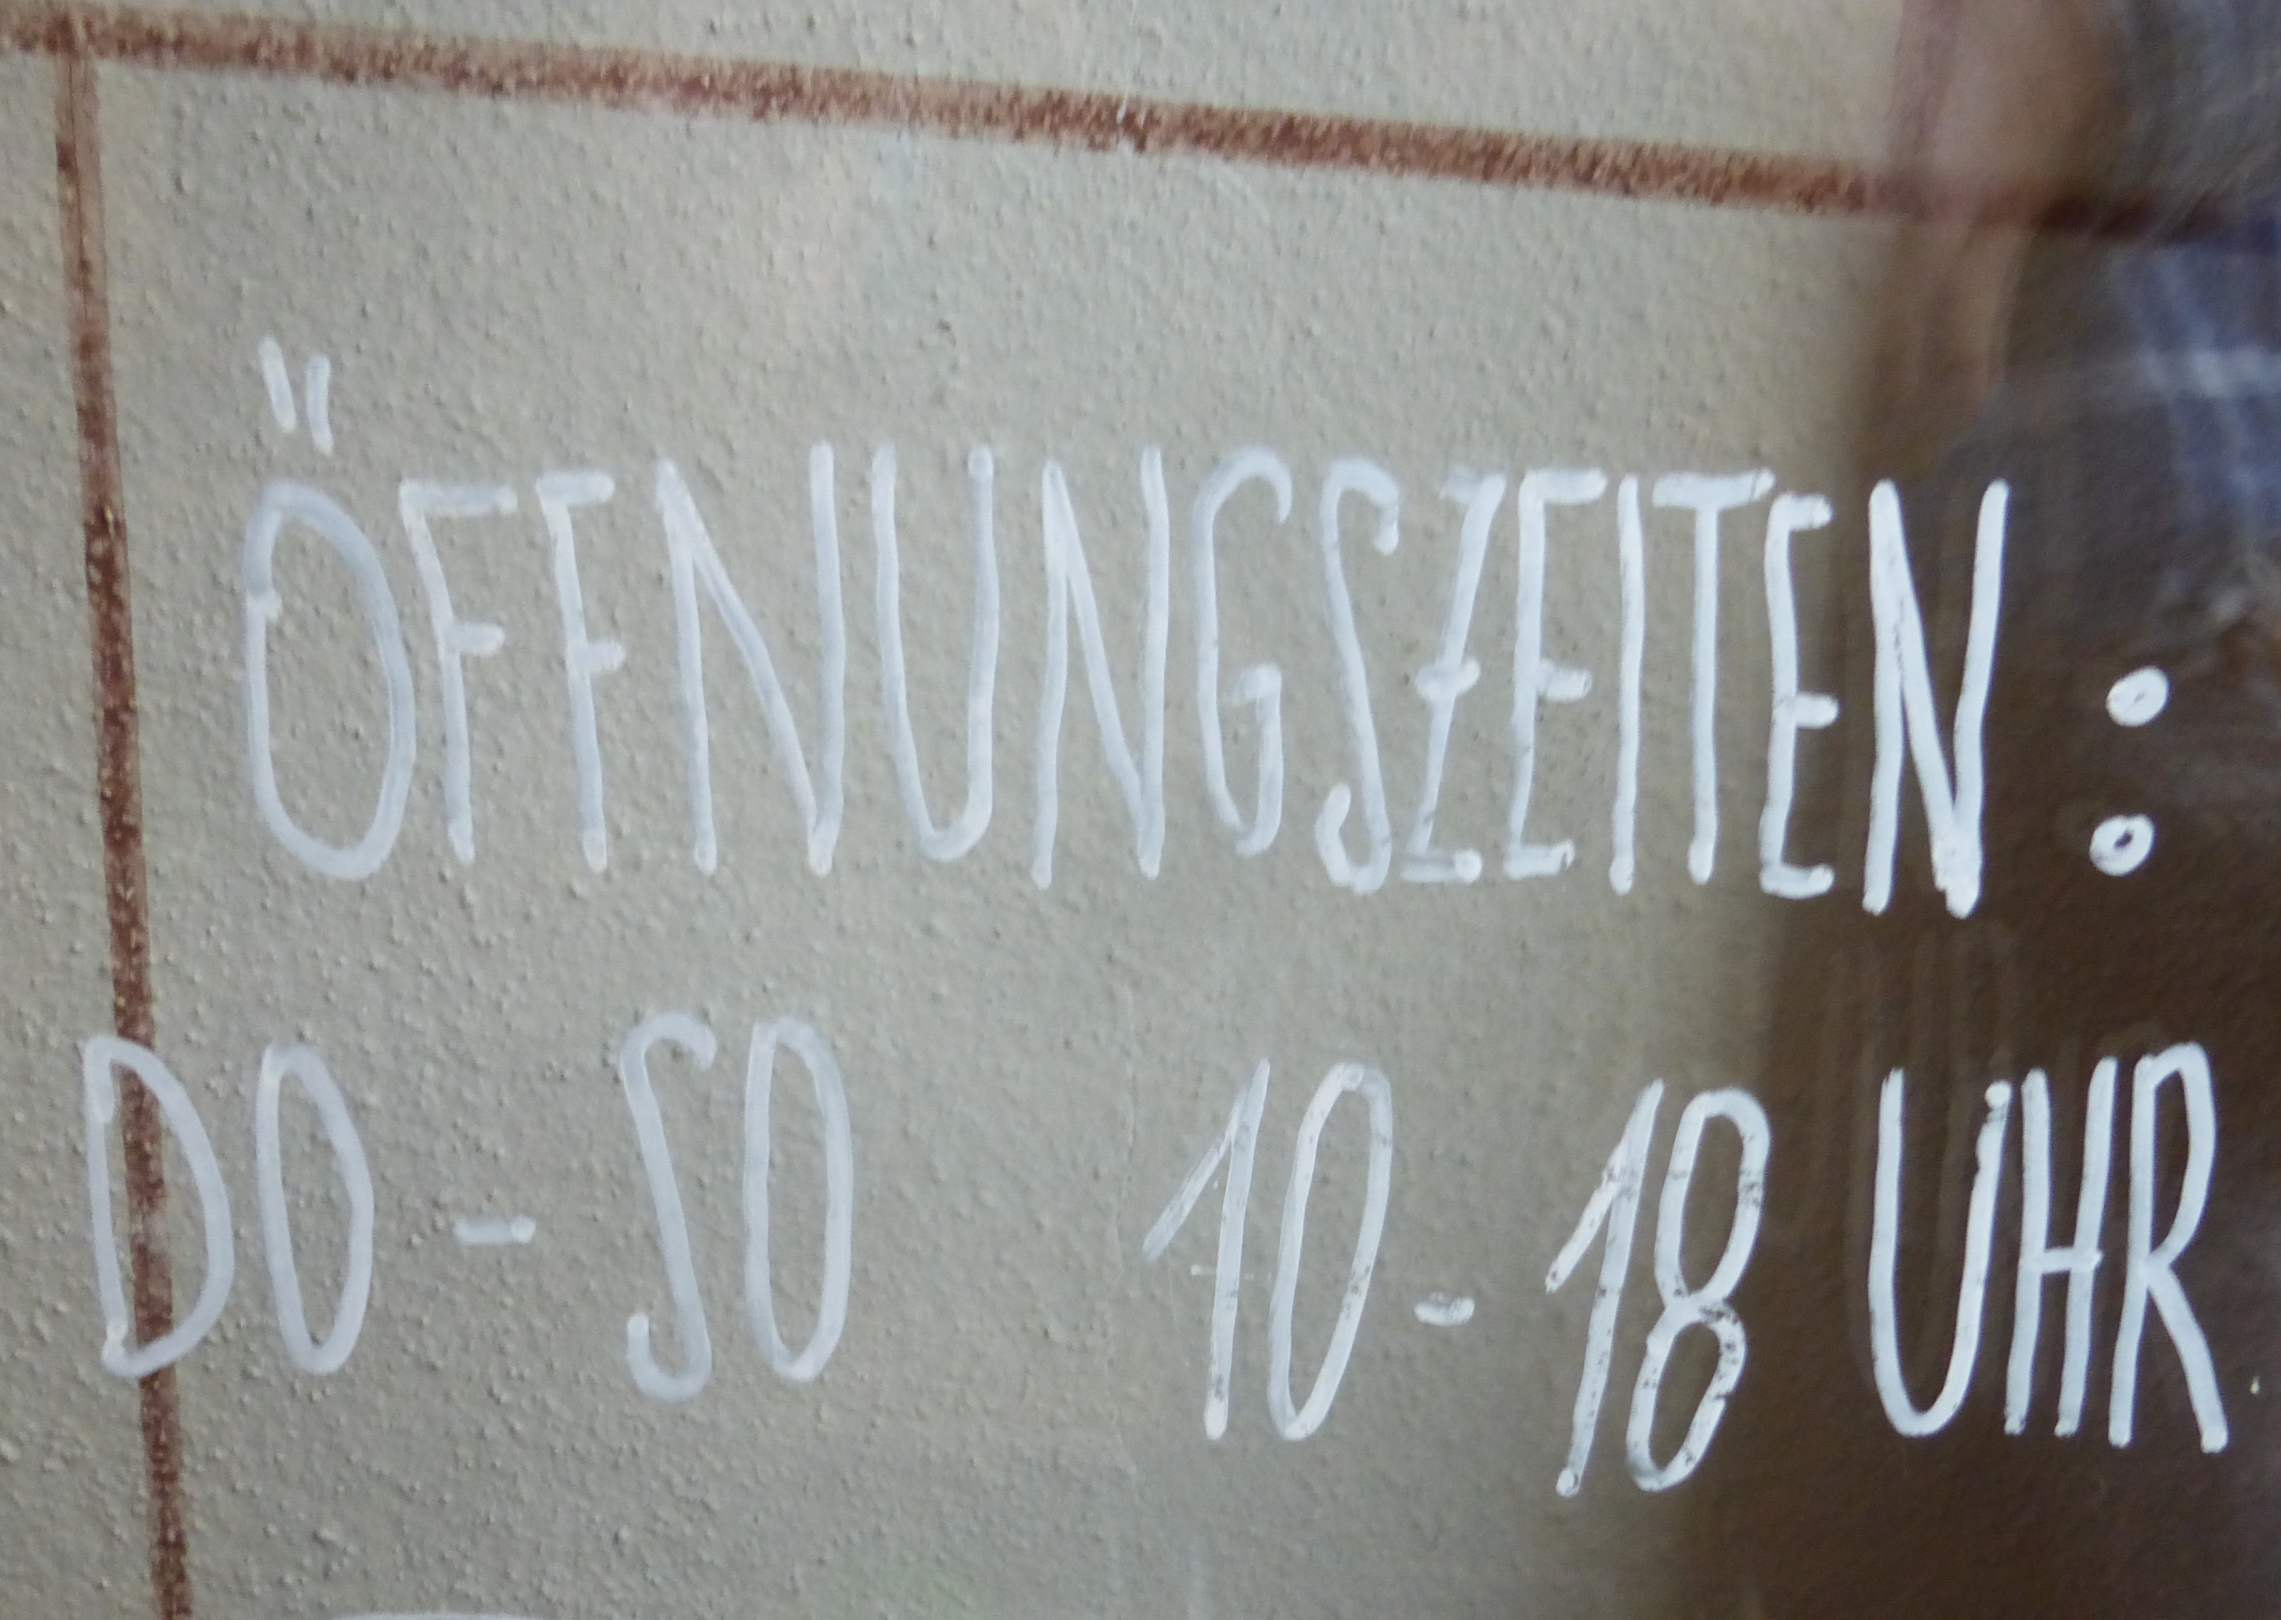 ÖFFNUNGSZEITEN:
DO - SO 10 - 18 UHR